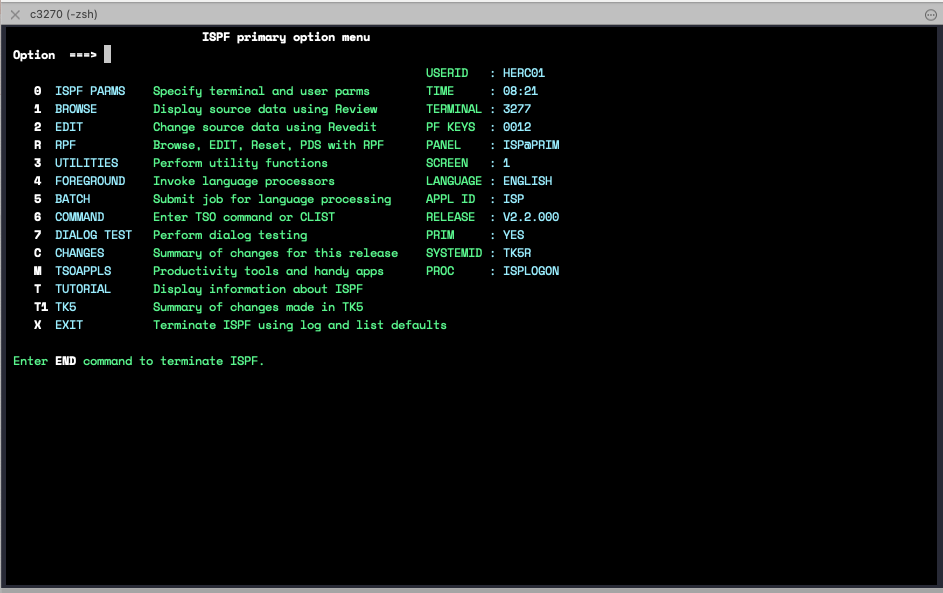 c3270 (-zsh)
ISPF primary option menu
Option ===>
USERID : HERC01
0 ISPF PARMS Specify terminal and user parms TIME : 08:21
1 BROWSE Display source data using Review TERMINAL : 3277
2 EDIT Change source data using Revedit PF KEYS : 0012
R RPF Browse, EDIT, Reset, PDS with RPF PANEL : ISP@PRIM
3 UTILITIES Perform utility functions SCREEN : 1
4 FOREGROUND Invoke language processors LANGUAGE : ENGLISH
5 BATCH Submit job for language processing APPL ID : ISP
6 COMMAND Enter TSO command or CLIST RELEASE : V2.2.000
7 DIALOG TEST Perform dialog testing PRIM : YES
C CHANGES Summary of changes for this release SYSTEMID : TK5R
M TSOAPPLS Productivity tools and handy apps PROC : ISPLOGON
T TUTORIAL Display information about ISPF
T1 TK5 Summary of changes made in TK5
X EXIT Terminate ISPF using log and list defaults
Enter END command to terminate ISPF.